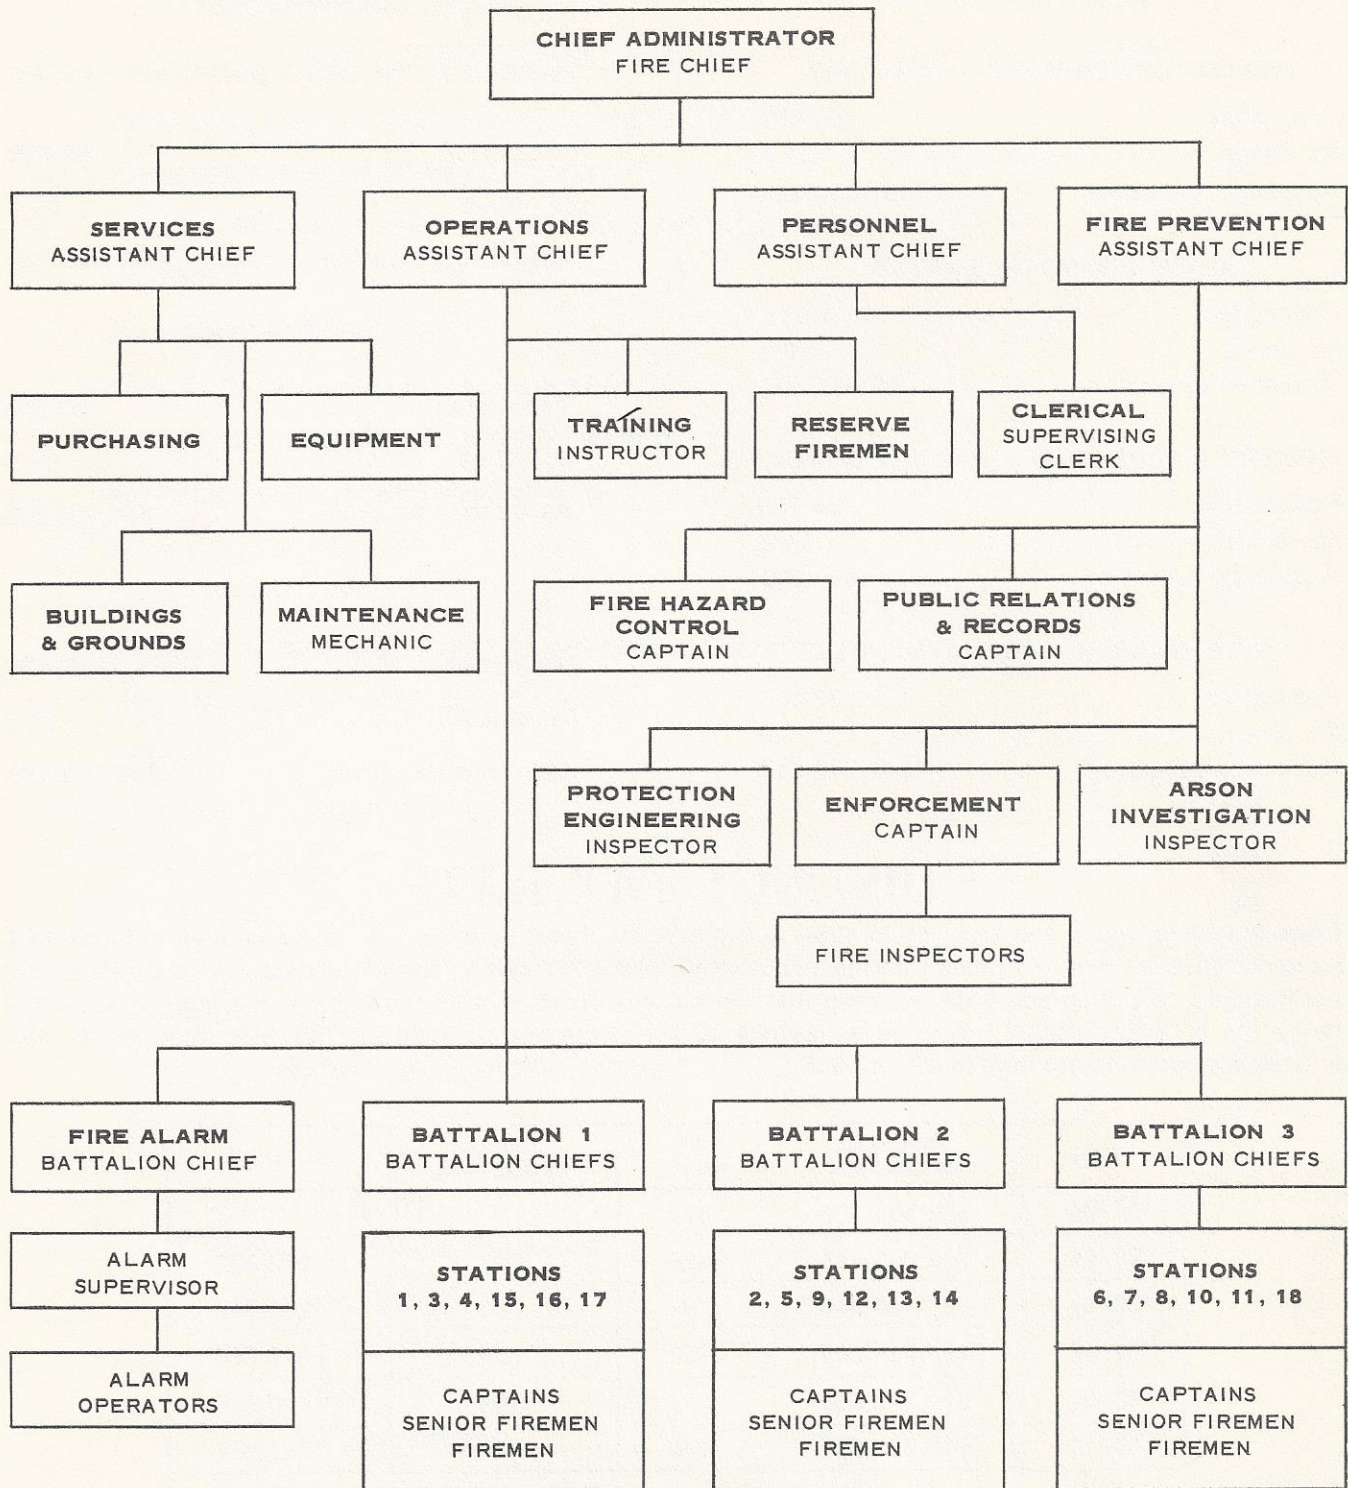 CHIEF ADMINISTRATOR
FIRE CHIEF
SERVICES
ASSISTANT CHIEF
OPERATIONS
ASSISTANT CHIEF
PERSONNEL
ASSISTANT CHIEF
FIRE PREVENTION
ASSISTANT CHIEF
PURCHASING
EQUIPMENT
TRAINING
INSTRUCTOR
RESERVE
FIREMEN
CLERICAL
SUPERVISING
CLERK
BUILDINGS
& GROUNDS
MAINTENANCE
MECHANIC
FIRE HAZARD
CONTROL
CAPTAIN
PUBLIC RELATIONS
& RECORDS
CAPTAIN
PROTECTION
ENGINEERING
INSPECTOR
ENFORCEMENT
CAPTAIN
ARSON
INVESTIGATION
INSPECTOR
FIRE INSPECTORS
FIRE ALARM
BATTALION CHIEF
BATTALION 1
BATTALION CHIEFS
BATTALION 2
BATTALION CHIEFS
BATTALION 3
BATTALION CHIEFS
ALARM
SUPERVISOR
ALARM
OPERATORS
STATIONS
1, 3, 4, 15, 16, 17
CAPTAINS
SENIOR FIREMEN
FIREMEN
STATIONS
2, 5, 9, 12, 13, 14
CAPTAINS
SENIOR FIREMEN
FIREMEN
STATIONS
6, 7, 8, 10, 11, 18
CAPTAINS
SENIOR FIREMEN
FIREMEN